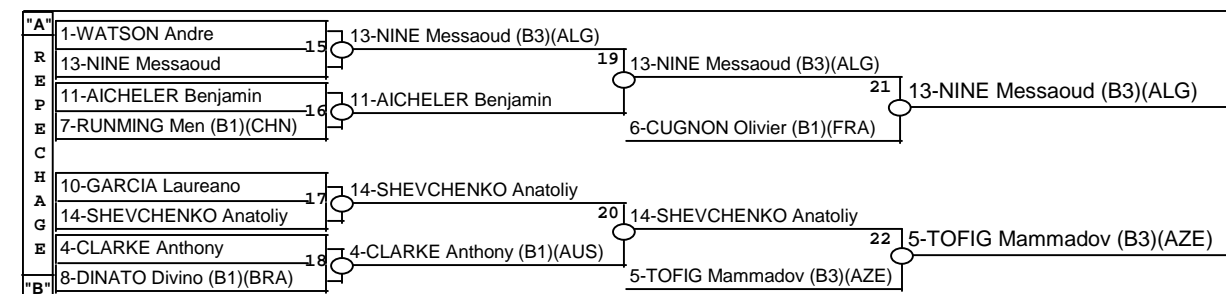 "A"
REPECHAGE
"B"
1-WATSON Andre
13-NINE Messaoud
15
13-NINE Messaoud (B3)(ALG)
11-AICHELER Benjamin
7-RUNMING Men (B1)(CHN)
16
11-AICHELER Benjamin
19
13-NINE Messaoud (B3)(ALG)
6-CUGNON Olivier (B1)(FRA)
21
13-NINE Messaoud (B3)(ALG)
10-GARCIA Laureano
14-SHEVCHENKO Anatoliy
17
14-SHEVCHENKO Anatoliy
4-CLARKE Anthony
8-DINATO Divino (B1)(BRA)
18
4-CLARKE Anthony (B1)(AUS)
20
14-SHEVCHENKO Anatoliy
5-TOFIG Mammadov (B3)(AZE)
22
5-TOFIG Mammadov (B3)(AZE)